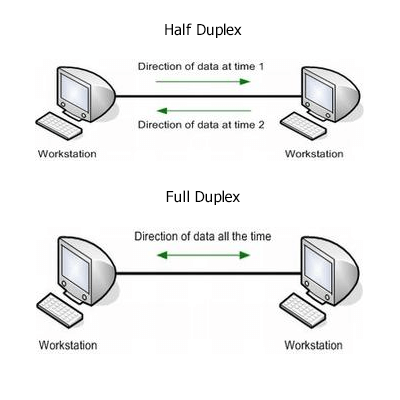 Half Duplex
Direction of data at time 1
Direction of data at time 2
Workstation
Workstation
Full Duplex
Direction of data all the time
Workstation
Workstation